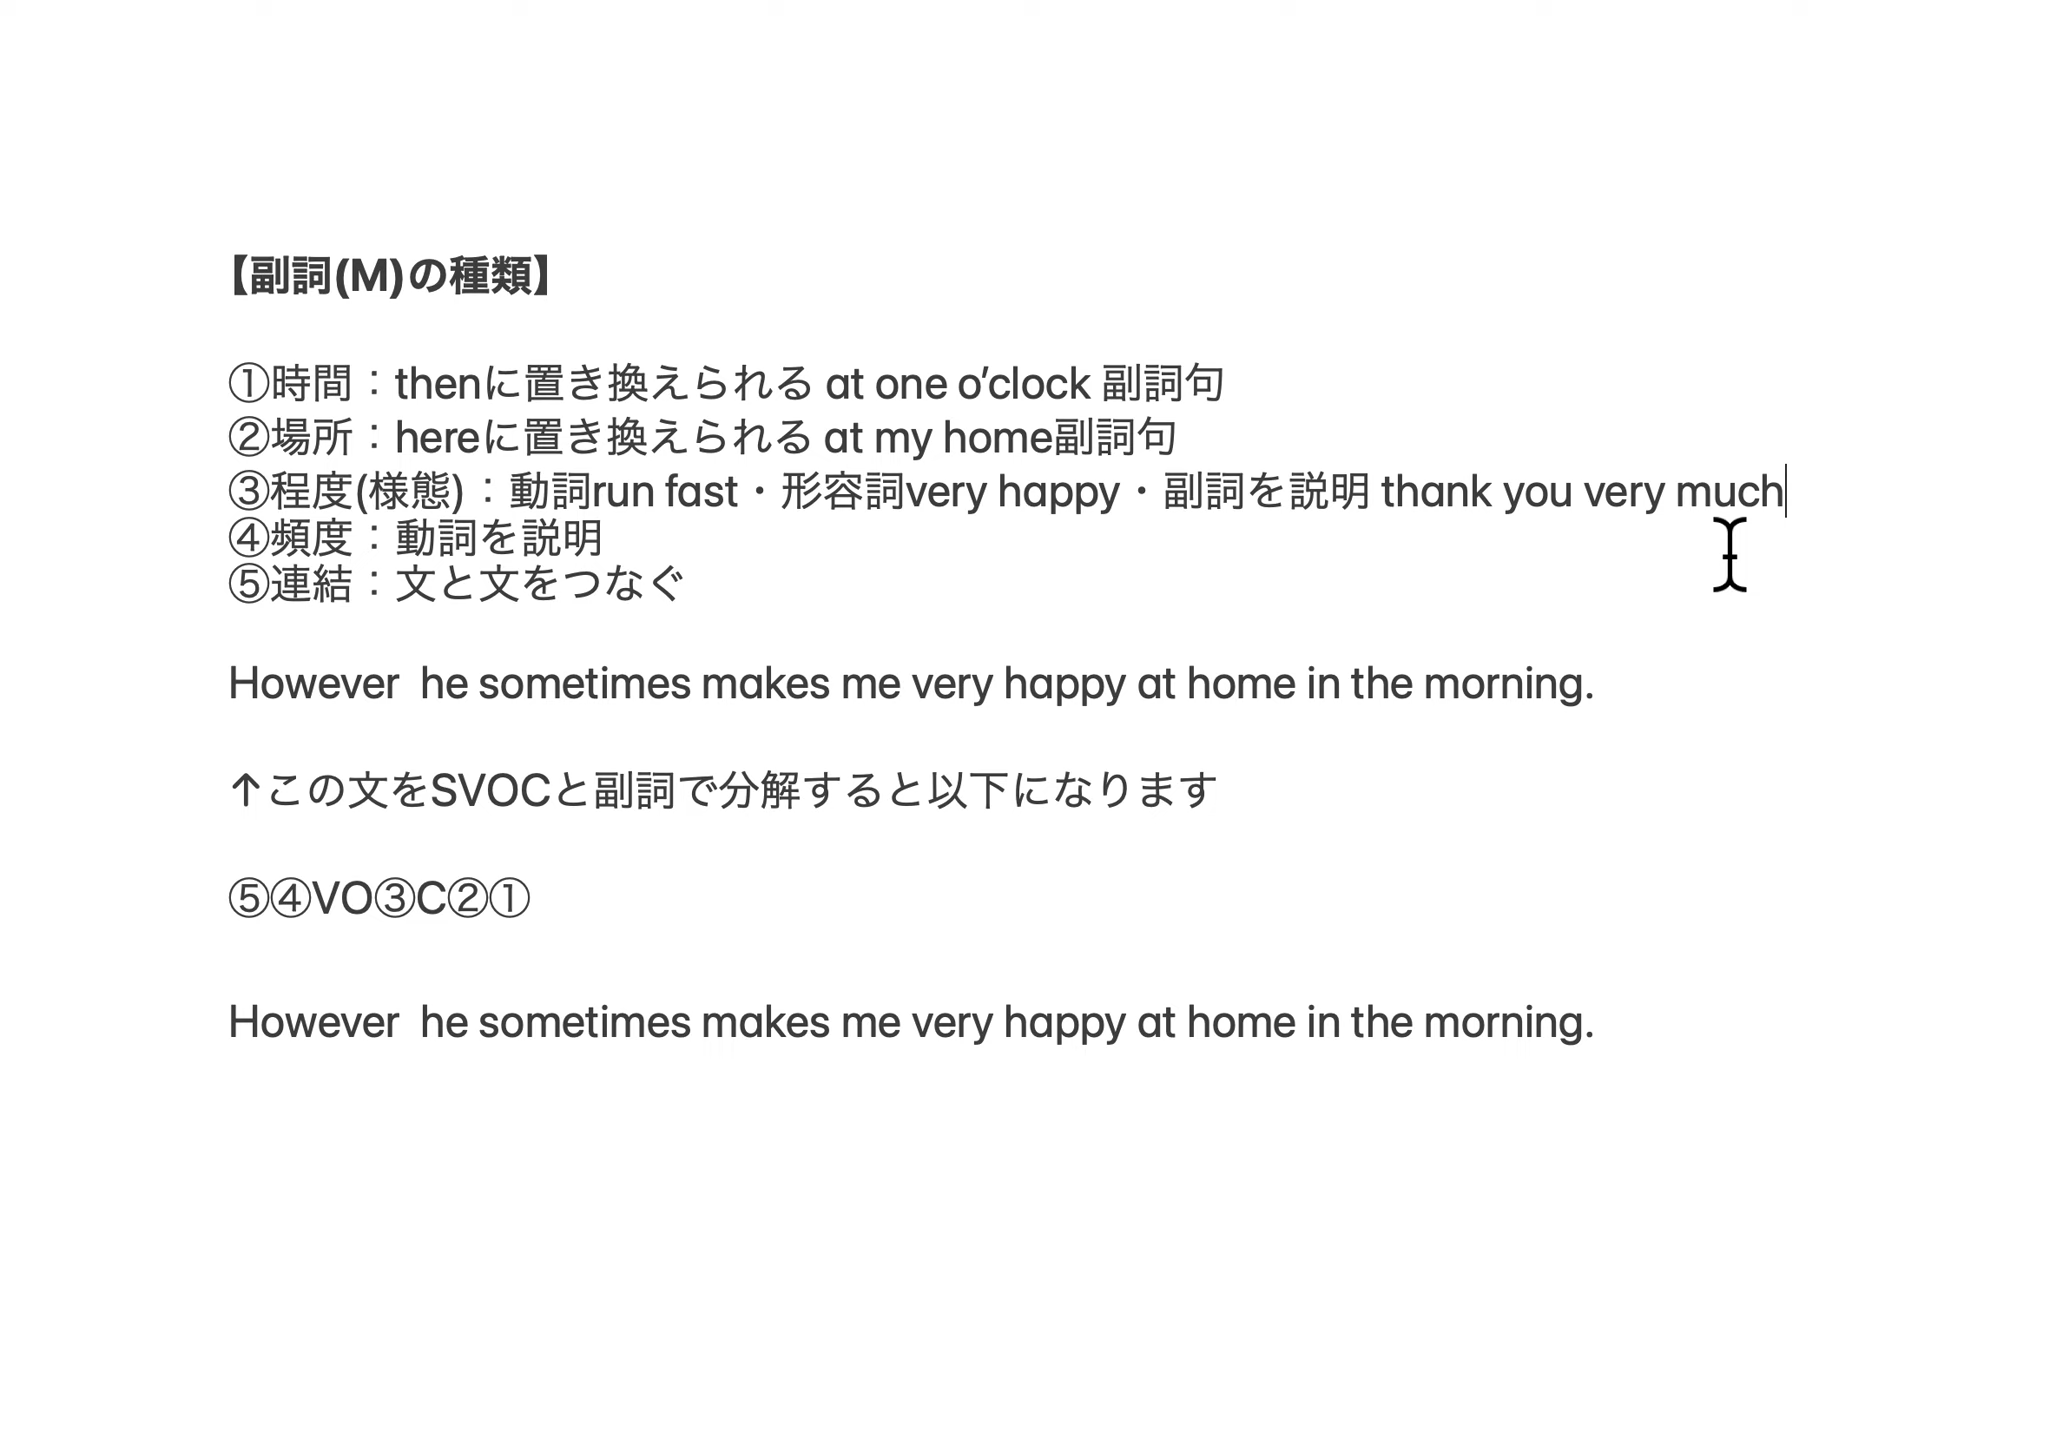 【副詞(M)の種類】
①時間：thenに置き換えられる at one o’clock 副詞句
②場所：hereに置き換えられる at my home副詞句
③程度(様態)：動詞run fast・形容詞very happy・副詞を説明 thank you very much
④頻度：動詞を説明
⑤連結：文と文をつなぐ
However  he sometimes makes me very happy at home in the morning.
↑この文をSVOCと副詞で分解すると以下になります
⑤④VO③C②①
However  he sometimes makes me very happy at home in the morning.